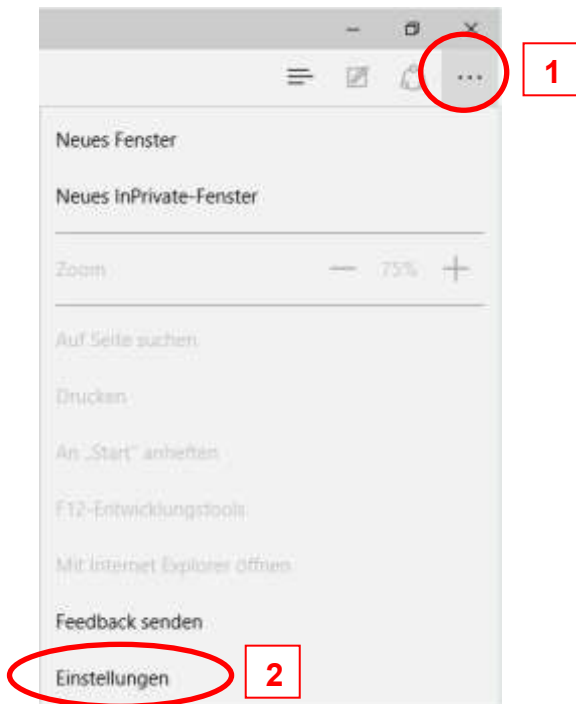 1
Neues Fenster
Neues InPrivate-Fenster
Zoom — 75% +
Auf Seite suchen
Drucken
An „Start" anheften
F12-Entwicklungstools
Mit Internet Explorer öffnen
Feedback senden
Einstellungen 2